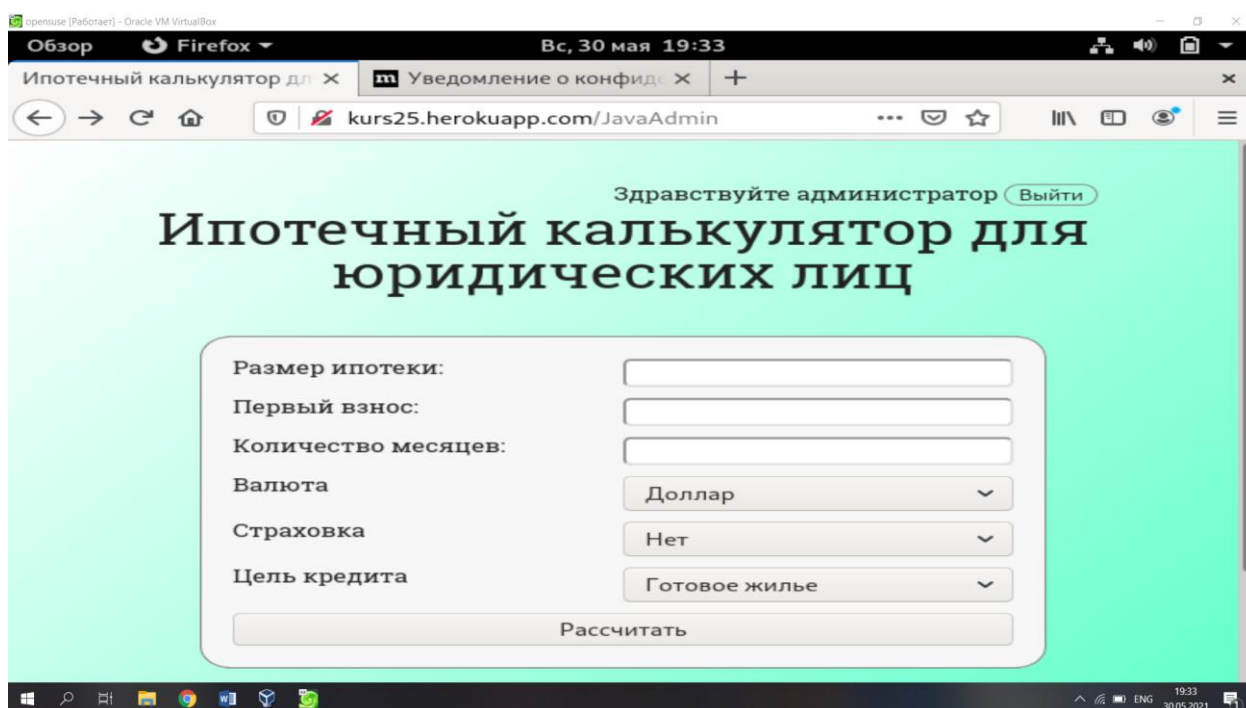 opensuse [Работает] - Oracle VM VirtualBox
Обзор Firefox Вс, 30 мая 19:33
Ипотечный калькулятор дл Уведомление о конфиде
kurs25.herokuapp.com/JavaAdmin
Здравствуйте администратор Выйти
Ипотечный калькулятор для
юридических лиц
Размер ипотеки:
Первый взнос:
Количество месяцев:
Валюта Доллар
Страховка Нет
Цель кредита Готовое жилье
Рассчитать
ENG 19:33
30.05.2021